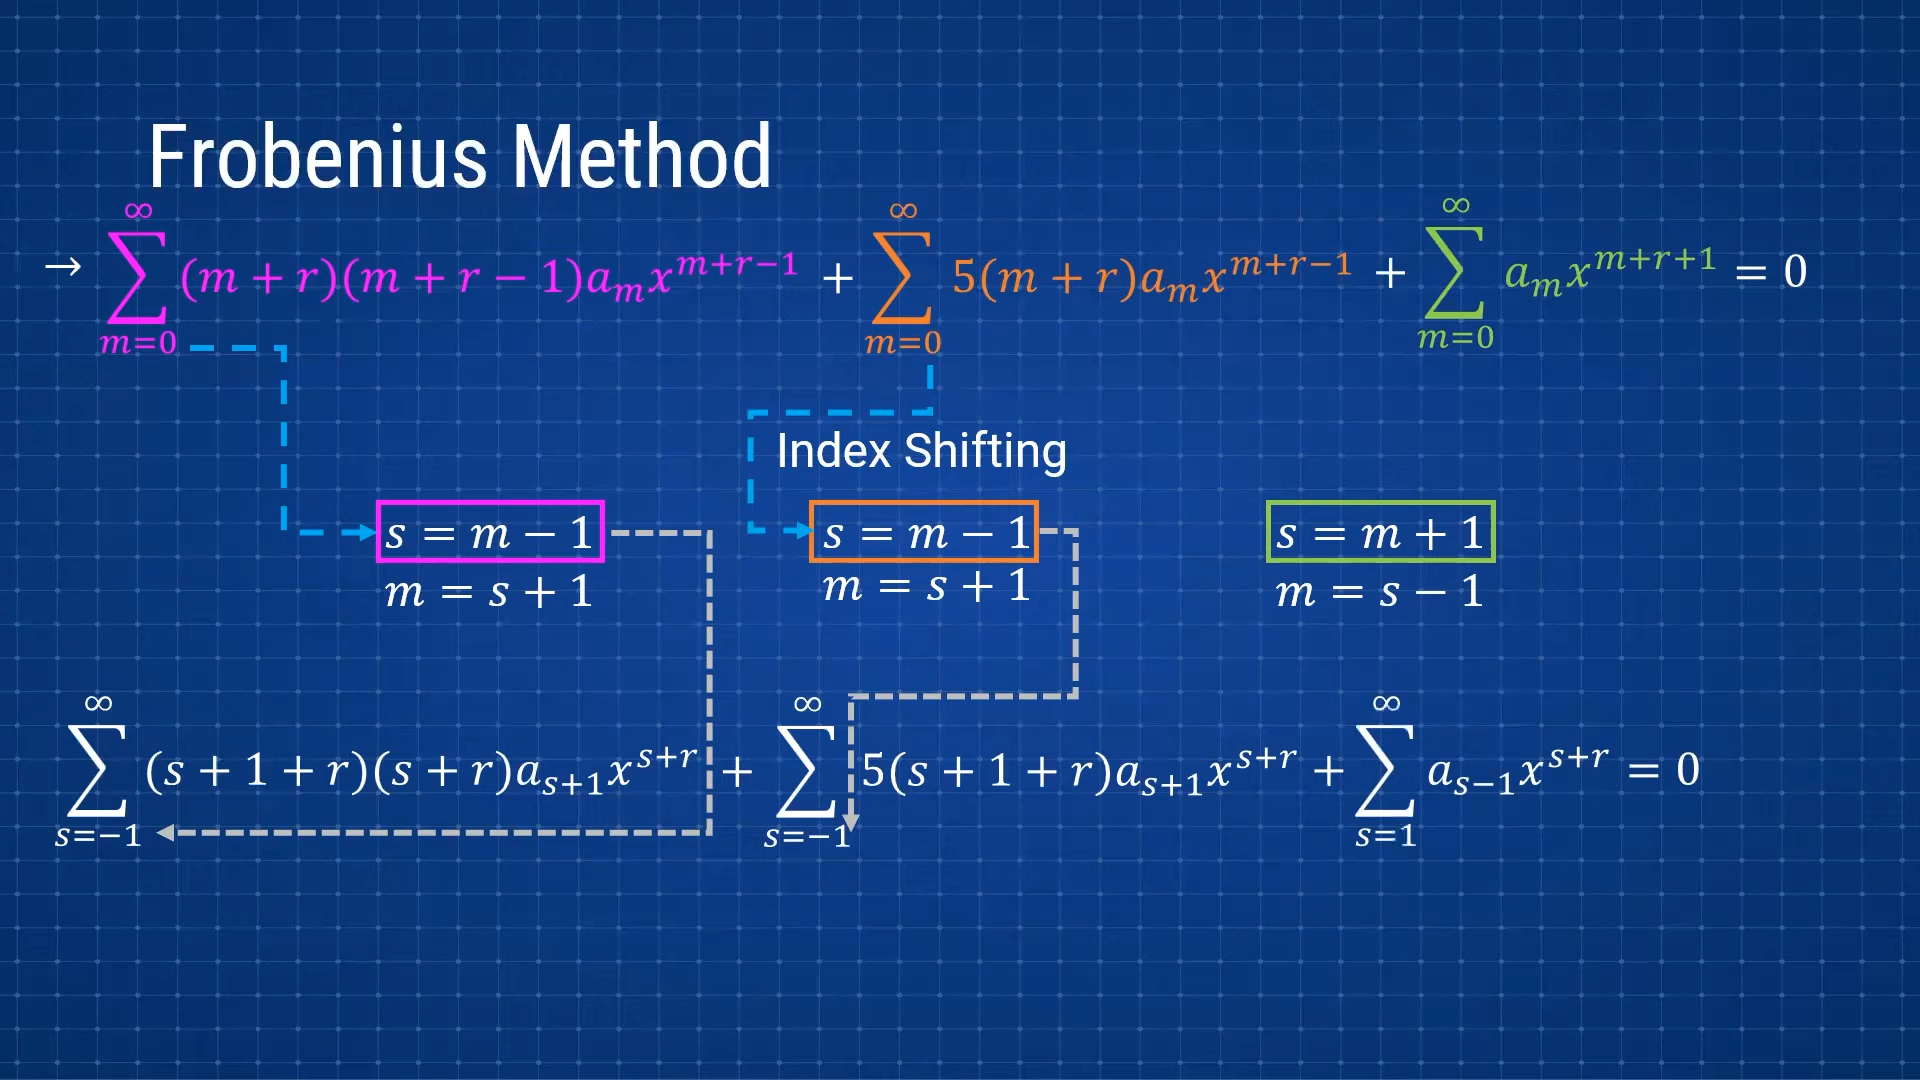 Frobenius Method
→ ∑_{m=0}^{∞} (m + r)(m + r − 1)a_m x^{m+r−1} + ∑_{m=0}^{∞} 5(m + r)a_m x^{m+r−1} + ∑_{m=0}^{∞} a_m x^{m+r+1} = 0
Index Shifting
s = m − 1 s = m − 1 s = m + 1
m = s + 1 m = s + 1 m = s − 1
∑_{s=−1}^{∞} (s + 1 + r)(s + r)a_{s+1} x^{s+r} + ∑_{s=−1}^{∞} 5(s + 1 + r)a_{s+1} x^{s+r} + ∑_{s=1}^{∞} a_{s−1} x^{s+r} = 0